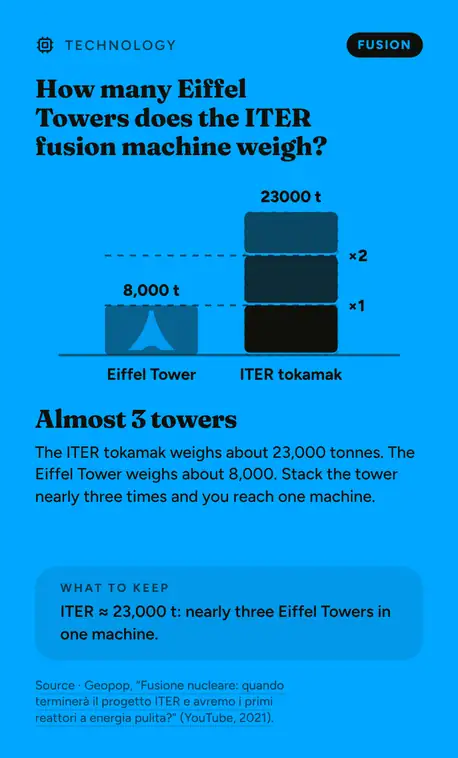 TECHNOLOGY
FUSION
How many Eiffel
Towers does the ITER
fusion machine weigh?
23000 t
×2
8,000 t
×1
Eiffel Tower
ITER tokamak
Almost 3 towers
The ITER tokamak weighs about 23,000 tonnes. The
Eiffel Tower weighs about 8,000. Stack the tower
nearly three times and you reach one machine.
WHAT TO KEEP
ITER ≈ 23,000 t: nearly three Eiffel Towers in
one machine.
Source · Geopop, "Fusione nucleare: quando
terminerà il progetto ITER e avremo i primi
reattori a energia pulita?" (YouTube, 2021).